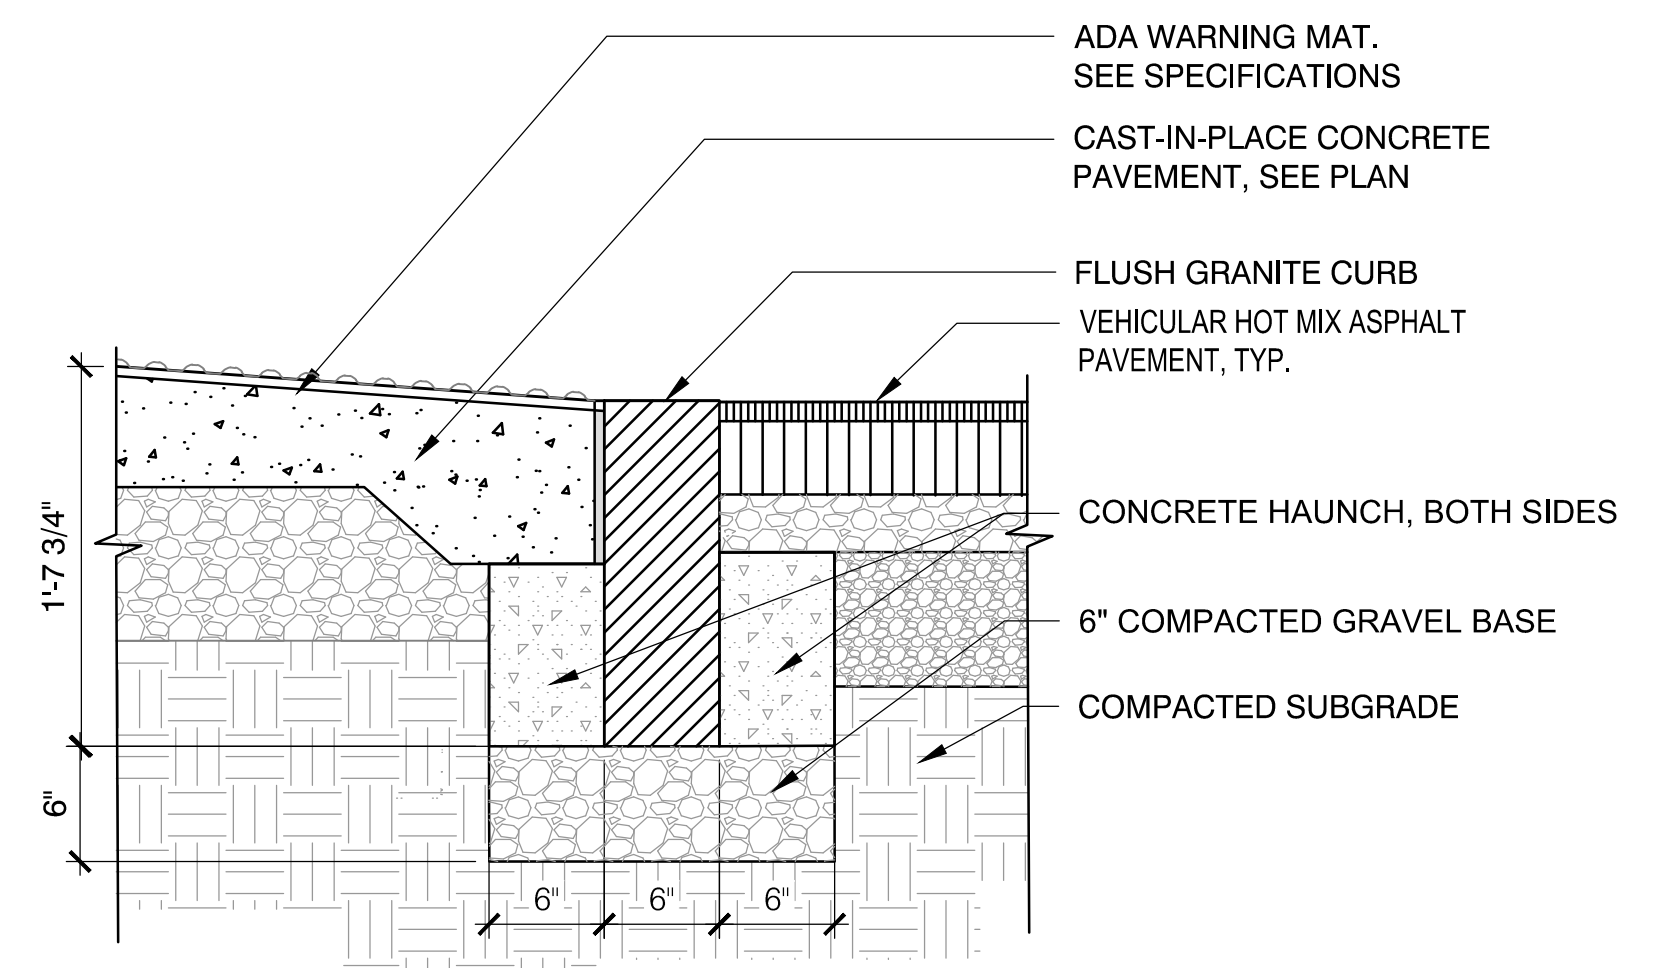 ADA WARNING MAT.
SEE SPECIFICATIONS
CAST-IN-PLACE CONCRETE
PAVEMENT, SEE PLAN
FLUSH GRANITE CURB
VEHICULAR HOT MIX ASPHALT
PAVEMENT, TYP.
CONCRETE HAUNCH, BOTH SIDES
6" COMPACTED GRAVEL BASE
COMPACTED SUBGRADE
1'-7 3/4"
6"
6"
6"
6"